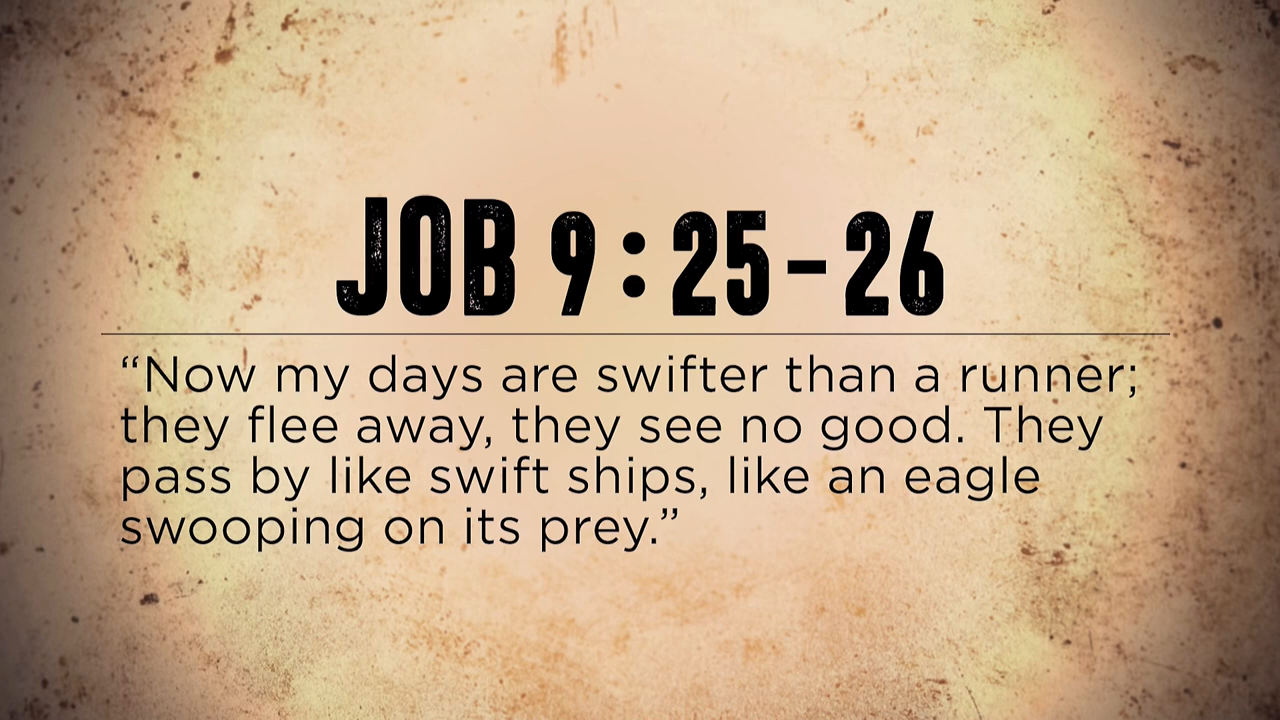 JOB 9:25-26
“Now my days are swifter than a runner;
they flee away, they see no good. They
pass by like swift ships, like an eagle
swooping on its prey.”